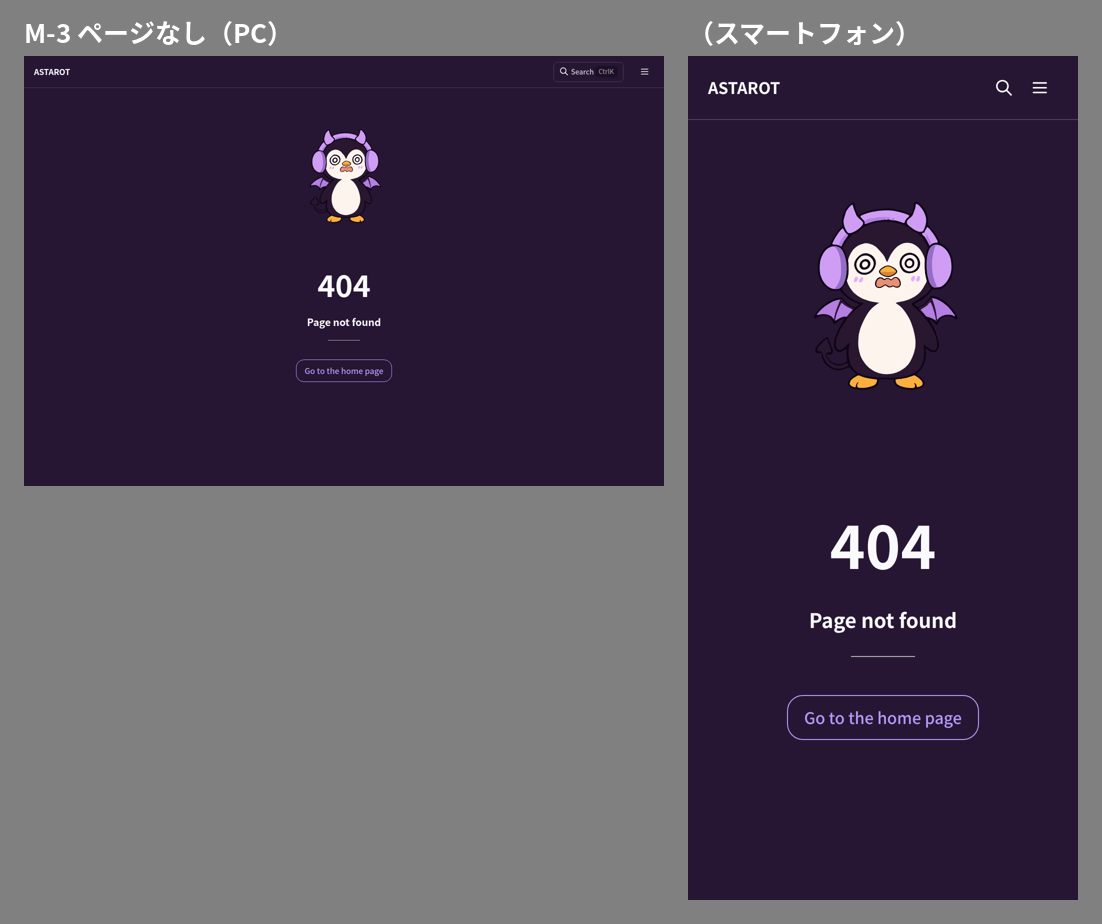 M-3 ページなし（PC）
ASTAROT
Search CtrlK
404
Page not found
Go to the home page
（スマートフォン）
ASTAROT
404
Page not found
Go to the home page